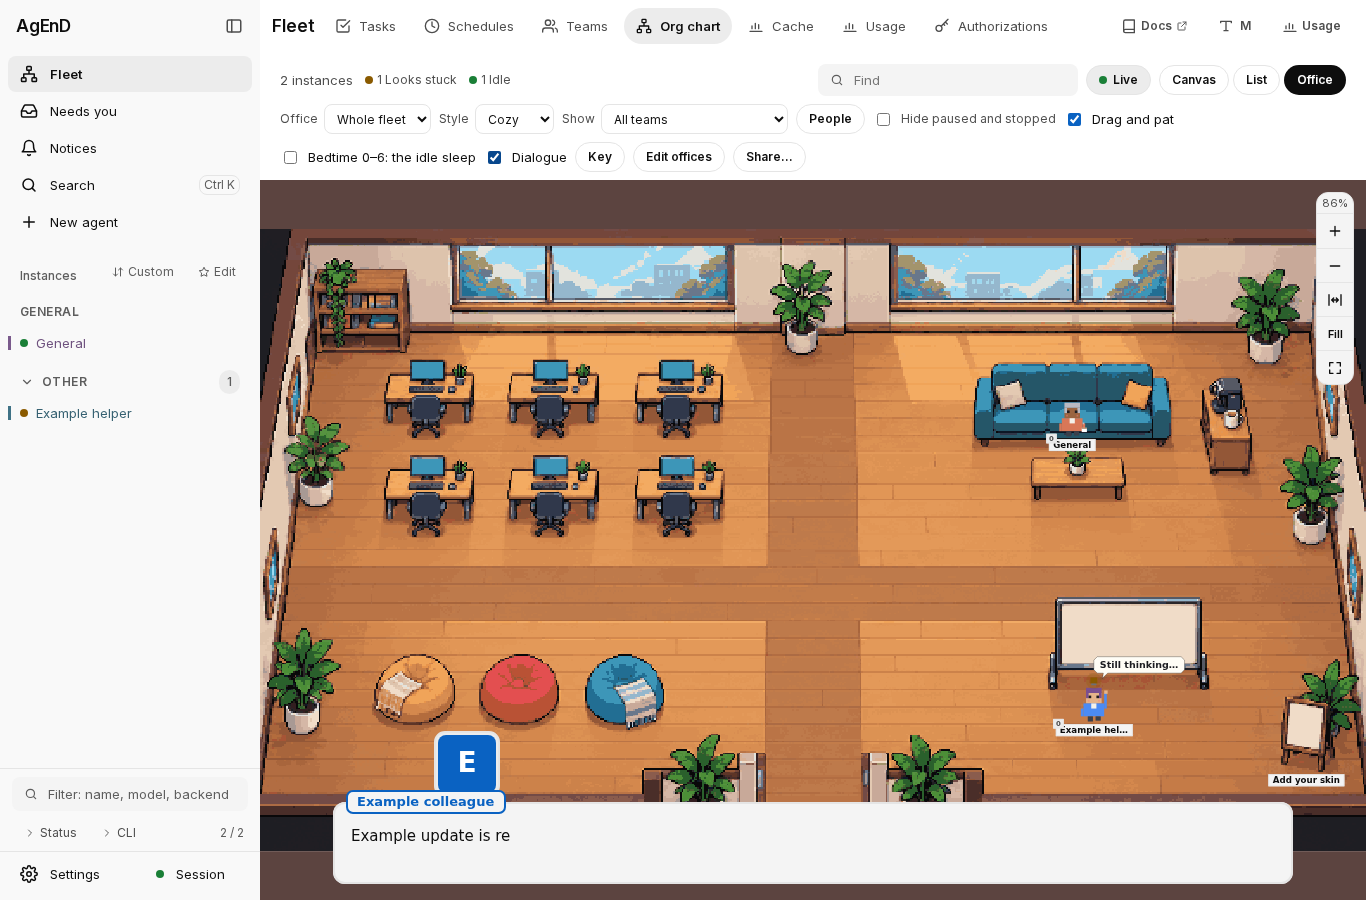 AgEnD
Fleet
Needs you
Notices
Search
Ctrl K
New agent
Instances
Custom
Edit
GENERAL
General
OTHER
1
Example helper
Filter: name, model, backend
Status
CLI
2 / 2
Settings
Session
Fleet
Tasks
Schedules
Teams
Org chart
Cache
Usage
Authorizations
Docs
M
Usage
2 instances
1 Looks stuck
1 Idle
Find
Live
Canvas
List
Office
Office
Whole fleet
Style
Cozy
Show
All teams
People
Hide paused and stopped
Drag and pat
Bedtime 0–6: the idle sleep
Dialogue
Key
Edit offices
Share...
86%
Fill
0
General
Still thinking...
0
Example hel...
Add your skin
E
Example colleague
Example update is re